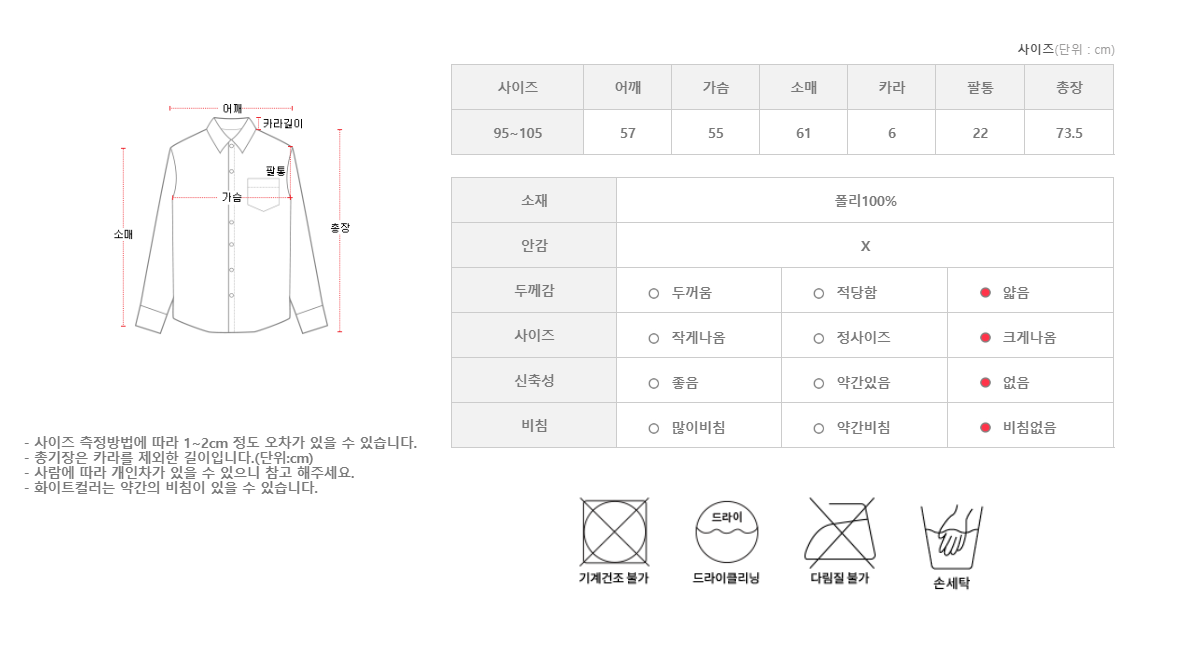 사이즈(단위 : cm)
사이즈 어깨 가슴 소매 카라 팔통 총장
95~105 57 55 61 6 22 73.5
어깨
카라길이
팔통
가슴
소매
총장
소재 폴리100%
안감 X
두께감 두꺼움 적당함 얇음
사이즈 작게나옴 정사이즈 크게나옴
신축성 좋음 약간있음 없음
비침 많이비침 약간비침 비침없음
- 사이즈 측정방법에 따라 1~2cm 정도 오차가 있을 수 있습니다.
- 총기장은 카라를 제외한 길이입니다.(단위:cm)
- 사람에 따라 개인차가 있을 수 있으니 참고 해주세요.
- 화이트컬러는 약간의 비침이 있을 수 있습니다.
드라이
기계건조 불가 드라이클리닝 다림질 불가 손세탁